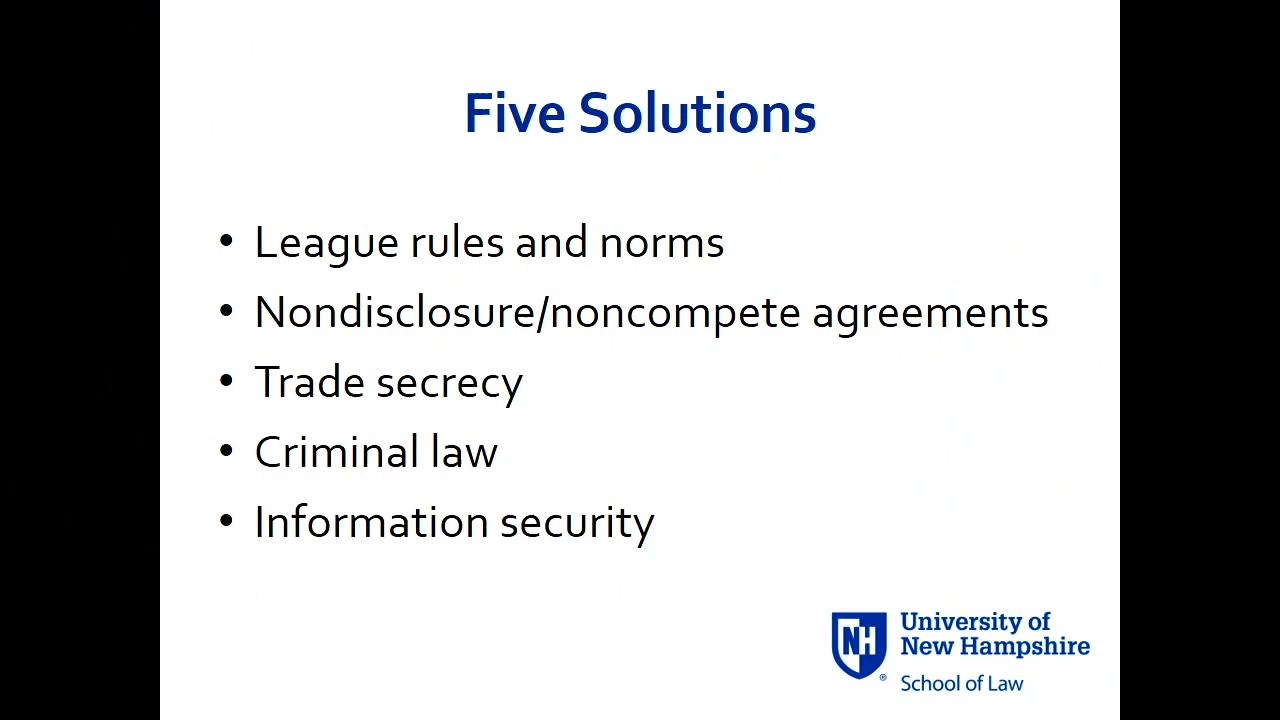 Five Solutions
• League rules and norms
• Nondisclosure/noncompete agreements
• Trade secrecy
• Criminal law
• Information security
NH
University of
New Hampshire
®
School of Law